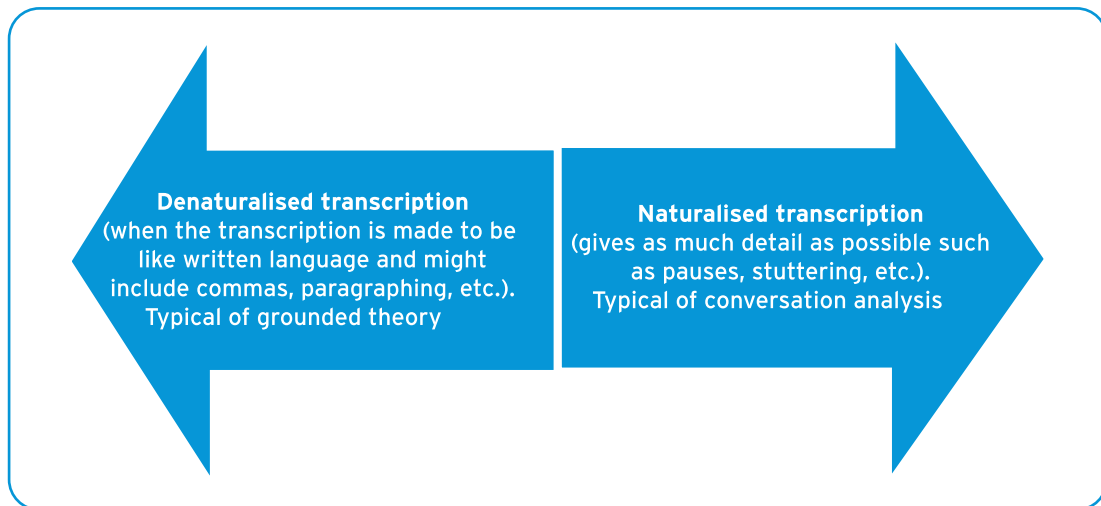 Denaturalised transcription
(when the transcription is made to be
like written language and might
include commas, paragraphing, etc.).
Typical of grounded theory
Naturalised transcription
(gives as much detail as possible such
as pauses, stuttering, etc.).
Typical of conversation analysis